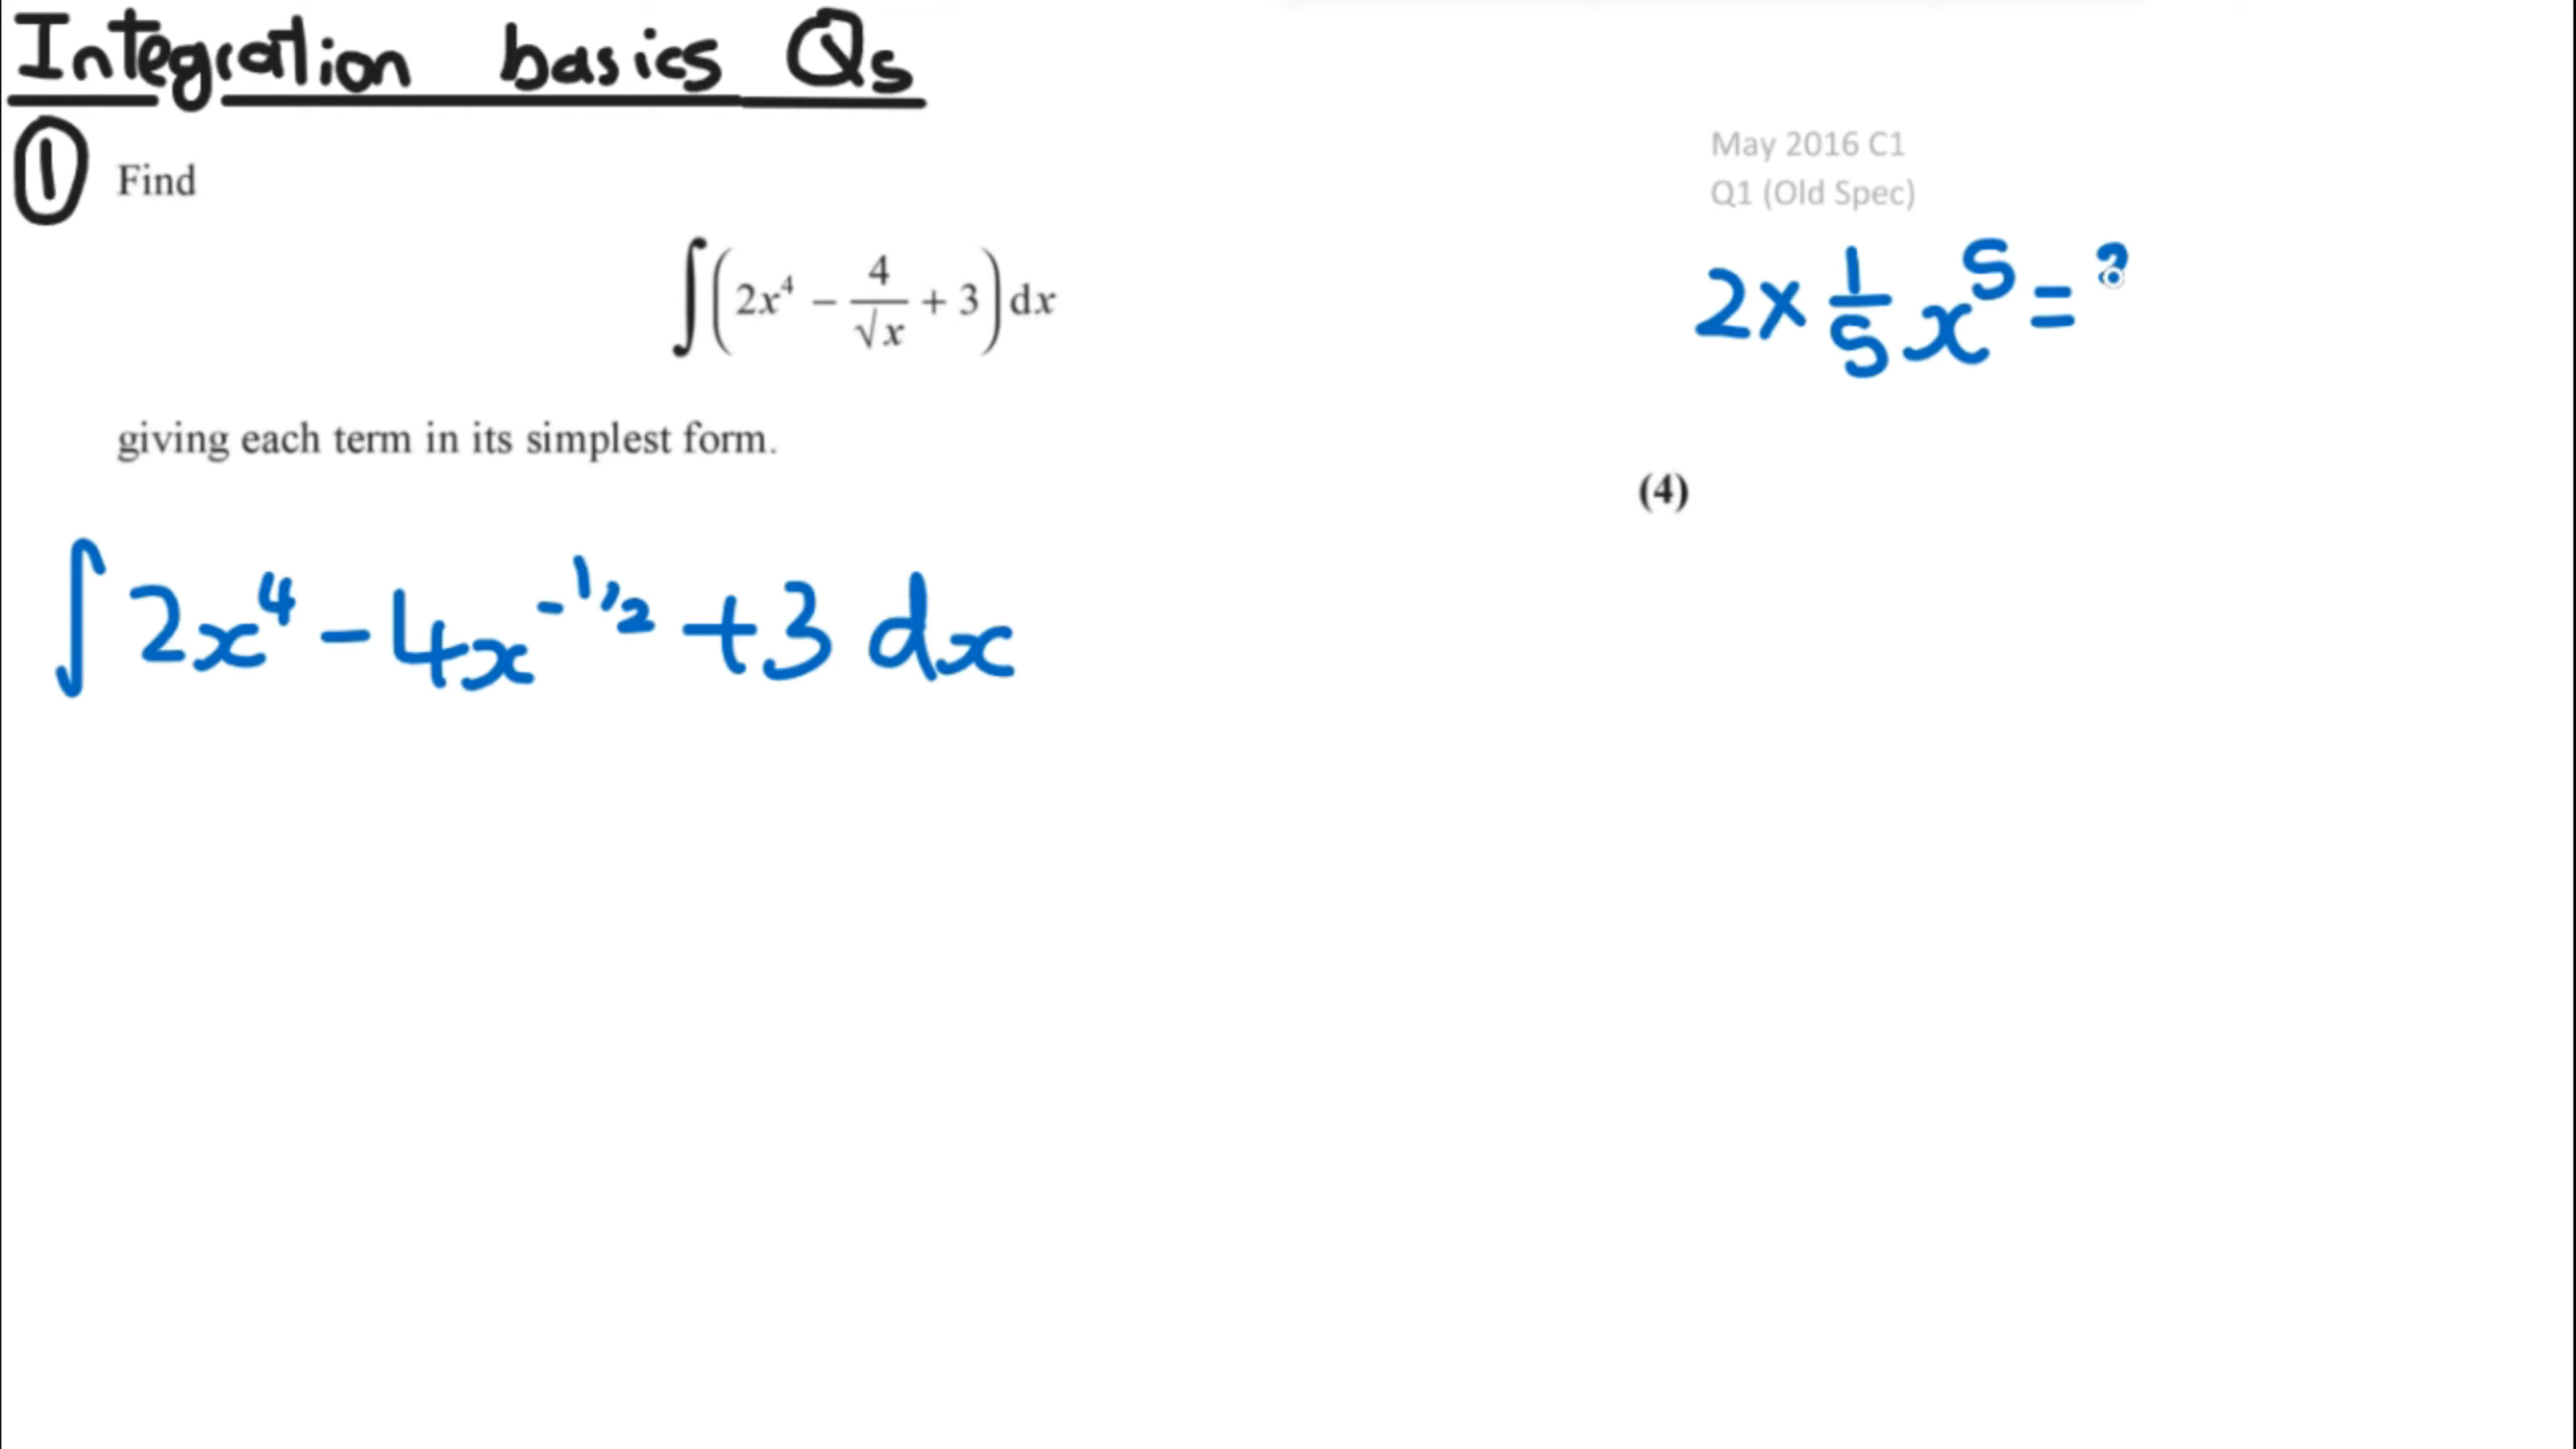 Integration basics Qs
① Find
May 2016 C1
Q1 (Old Spec)
∫(2x⁴ − 4/√x + 3) dx
2 × 1/5 x⁵ =
giving each term in its simplest form.
(4)
∫ 2x⁴ − 4x^(-1/2) + 3 dx